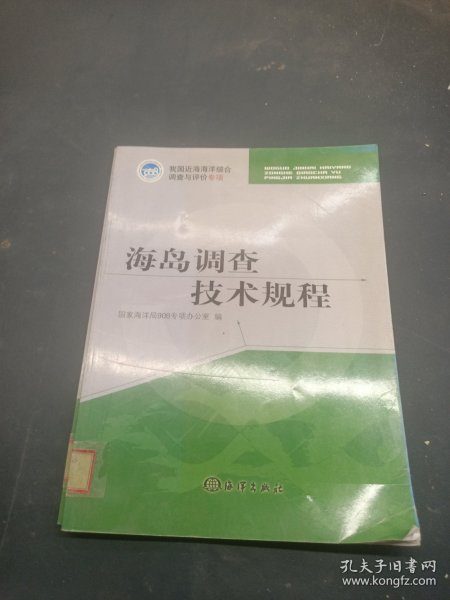 我国近海海洋综合
调查与评价专项
WOGUO JINHAI HAIYANG
ZONGHE DIAOCHA YU
PINGJIA ZHUANXIANG
海岛调查
技术规程
国家海洋局908专项办公室 编
海洋出版社
孔夫子旧书网
www.kongfz.com